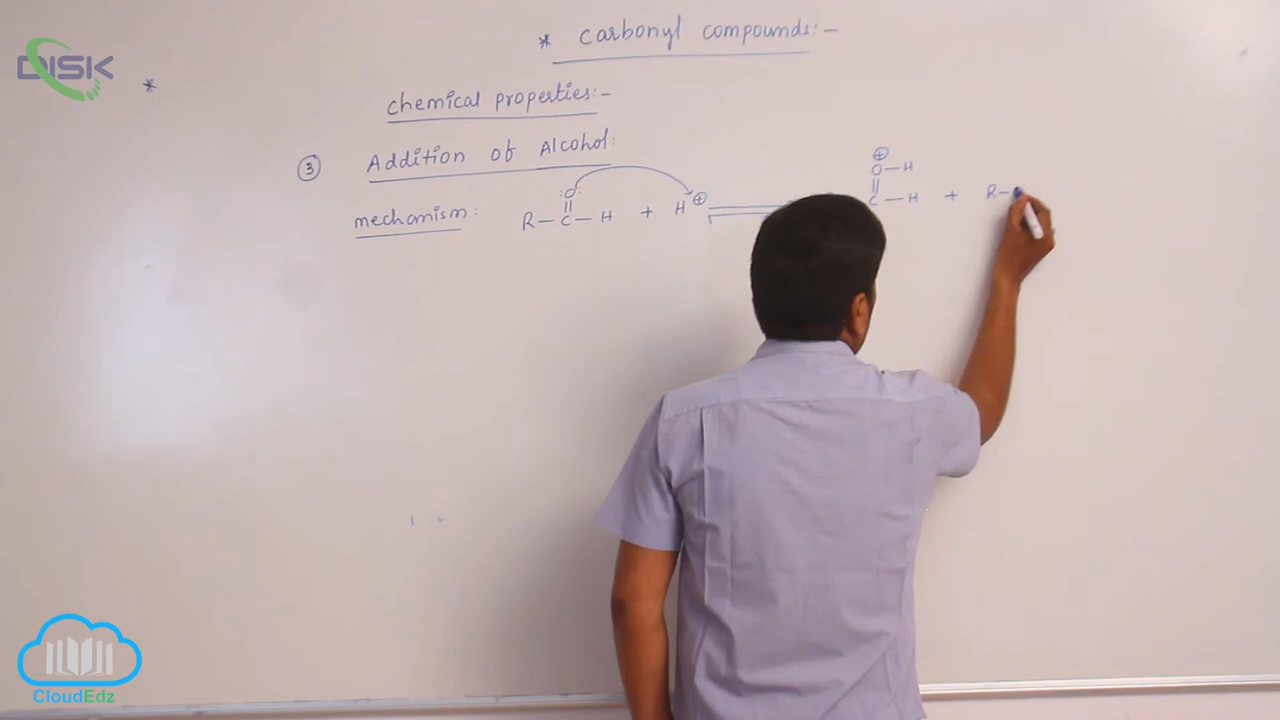 DISK
* carbonyl compounds:-
*
chemical properties:-
③ Addition of Alcohol:
mechanism:
:O:
||
R — C — H + H⊕
⊕
O — H
||
C — H + R —
CloudEdz